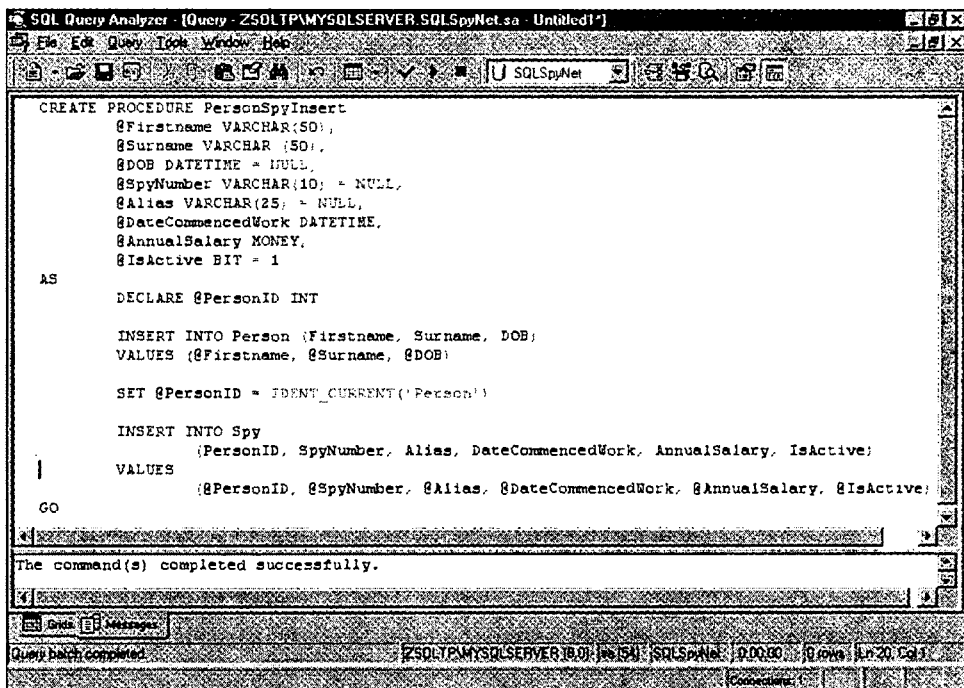 SQL Query Analyzer - [Query - ZSOLTP\MYSQLSERVER.SQLSpyNet.sa - Untitled1*]
File Edit Query Tools Window Help
SQLSpyNet
CREATE PROCEDURE PersonSpyInsert
@Firstname VARCHAR(50),
@Surname VARCHAR (50),
@DOB DATETIME = NULL,
@SpyNumber VARCHAR(10) = NULL,
@Alias VARCHAR(25) = NULL,
@DateCommencedWork DATETIME,
@AnnualSalary MONEY,
@IsActive BIT = 1
AS
DECLARE @PersonID INT
INSERT INTO Person (Firstname, Surname, DOB)
VALUES (@Firstname, @Surname, @DOB)
SET @PersonID = IDENT_CURRENT('Person')
INSERT INTO Spy
(PersonID, SpyNumber, Alias, DateCommencedWork, AnnualSalary, IsActive)
VALUES
(@PersonID, @SpyNumber, @Alias, @DateCommencedWork, @AnnualSalary, @IsActive)
GO
The command(s) completed successfully.
Grids Messages
Query batch completed. ZSOLTP\MYSQLSERVER (8.0) sa (54) SQLSpyNet 0:00:00 0 rows Ln 20, Col 1
Connections: 1